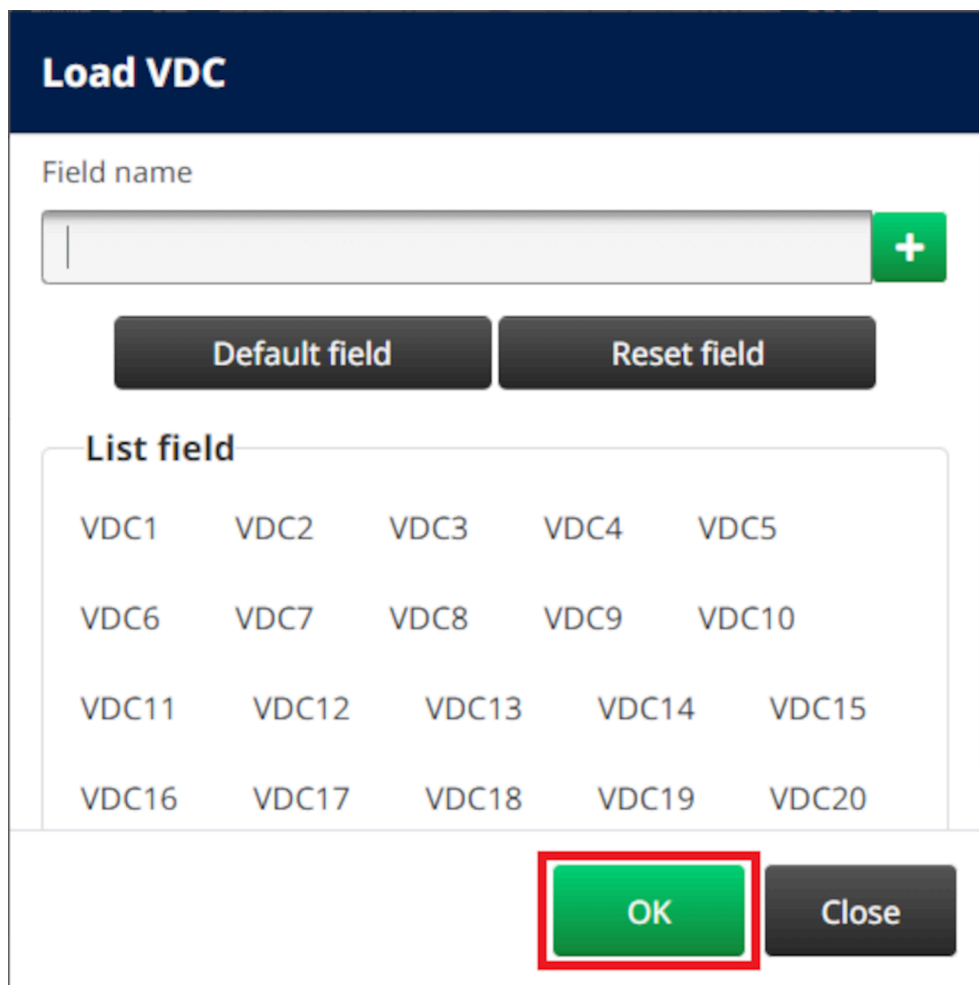 Load VDC
Field name
+
Default field Reset field
List field
VDC1 VDC2 VDC3 VDC4 VDC5
VDC6 VDC7 VDC8 VDC9 VDC10
VDC11 VDC12 VDC13 VDC14 VDC15
VDC16 VDC17 VDC18 VDC19 VDC20
OK Close